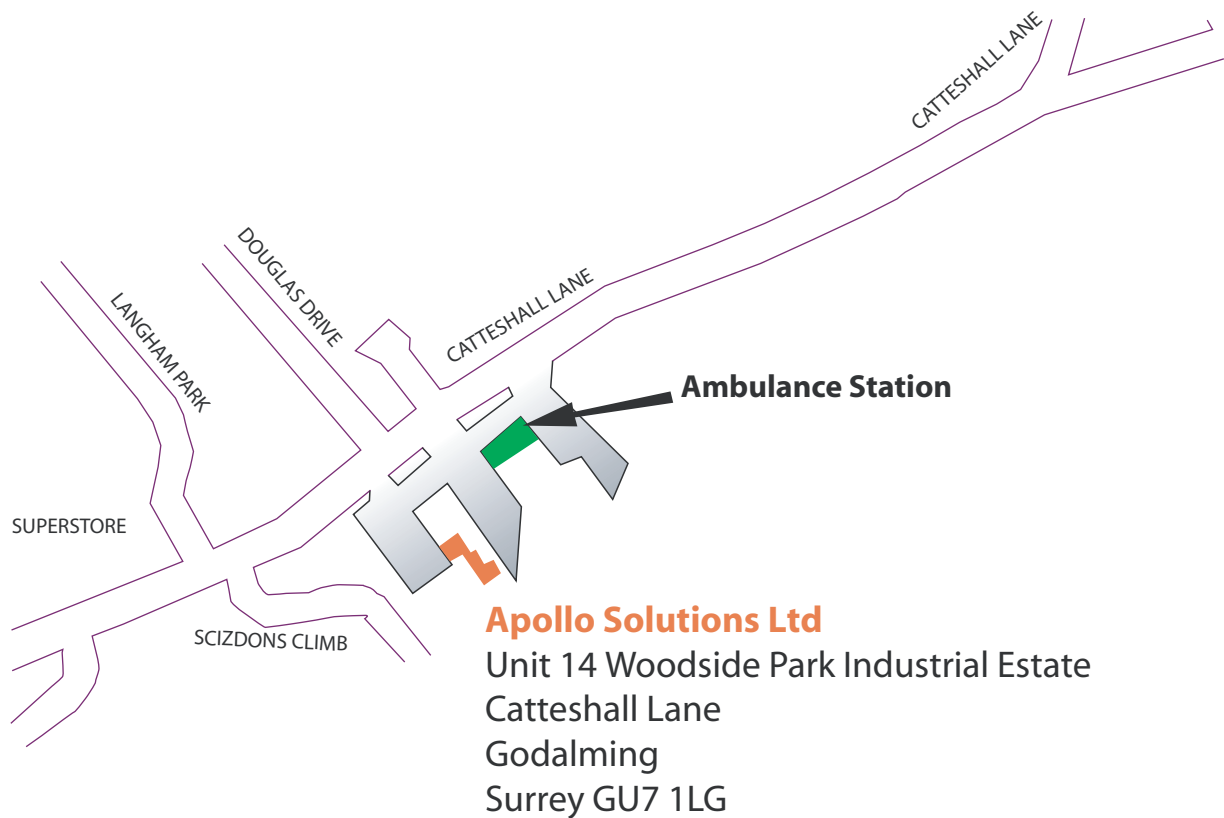 CATTESHALL LANE
DOUGLAS DRIVE
LANGHAM PARK
CATTESHALL LANE
Ambulance Station
SUPERSTORE
SCIZDONS CLIMB
Apollo Solutions Ltd
Unit 14 Woodside Park Industrial Estate
Catteshall Lane
Godalming
Surrey GU7 1LG